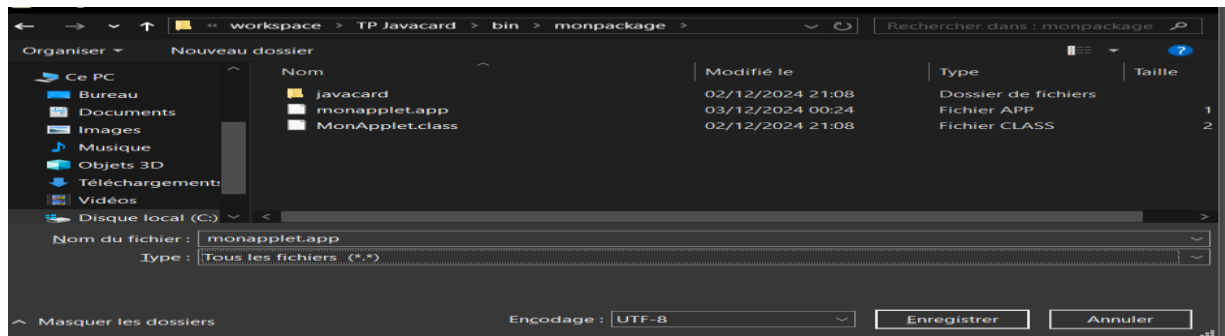 « workspace > TP Javacard > bin > monpackage > Rechercher dans : monpackage
Organiser Nouveau dossier
Ce PC Nom Modifié le Type Taille
Bureau javacard 02/12/2024 21:08 Dossier de fichiers
Documents monapplet.app 03/12/2024 00:24 Fichier APP 1
Images MonApplet.class 02/12/2024 21:08 Fichier CLASS 2
Musique
Objets 3D
Téléchargements
Vidéos
Disque local (C:)
Nom du fichier : monapplet.app
Type : Tous les fichiers (*.*)
Masquer les dossiers Encodage : UTF-8 Enregistrer Annuler